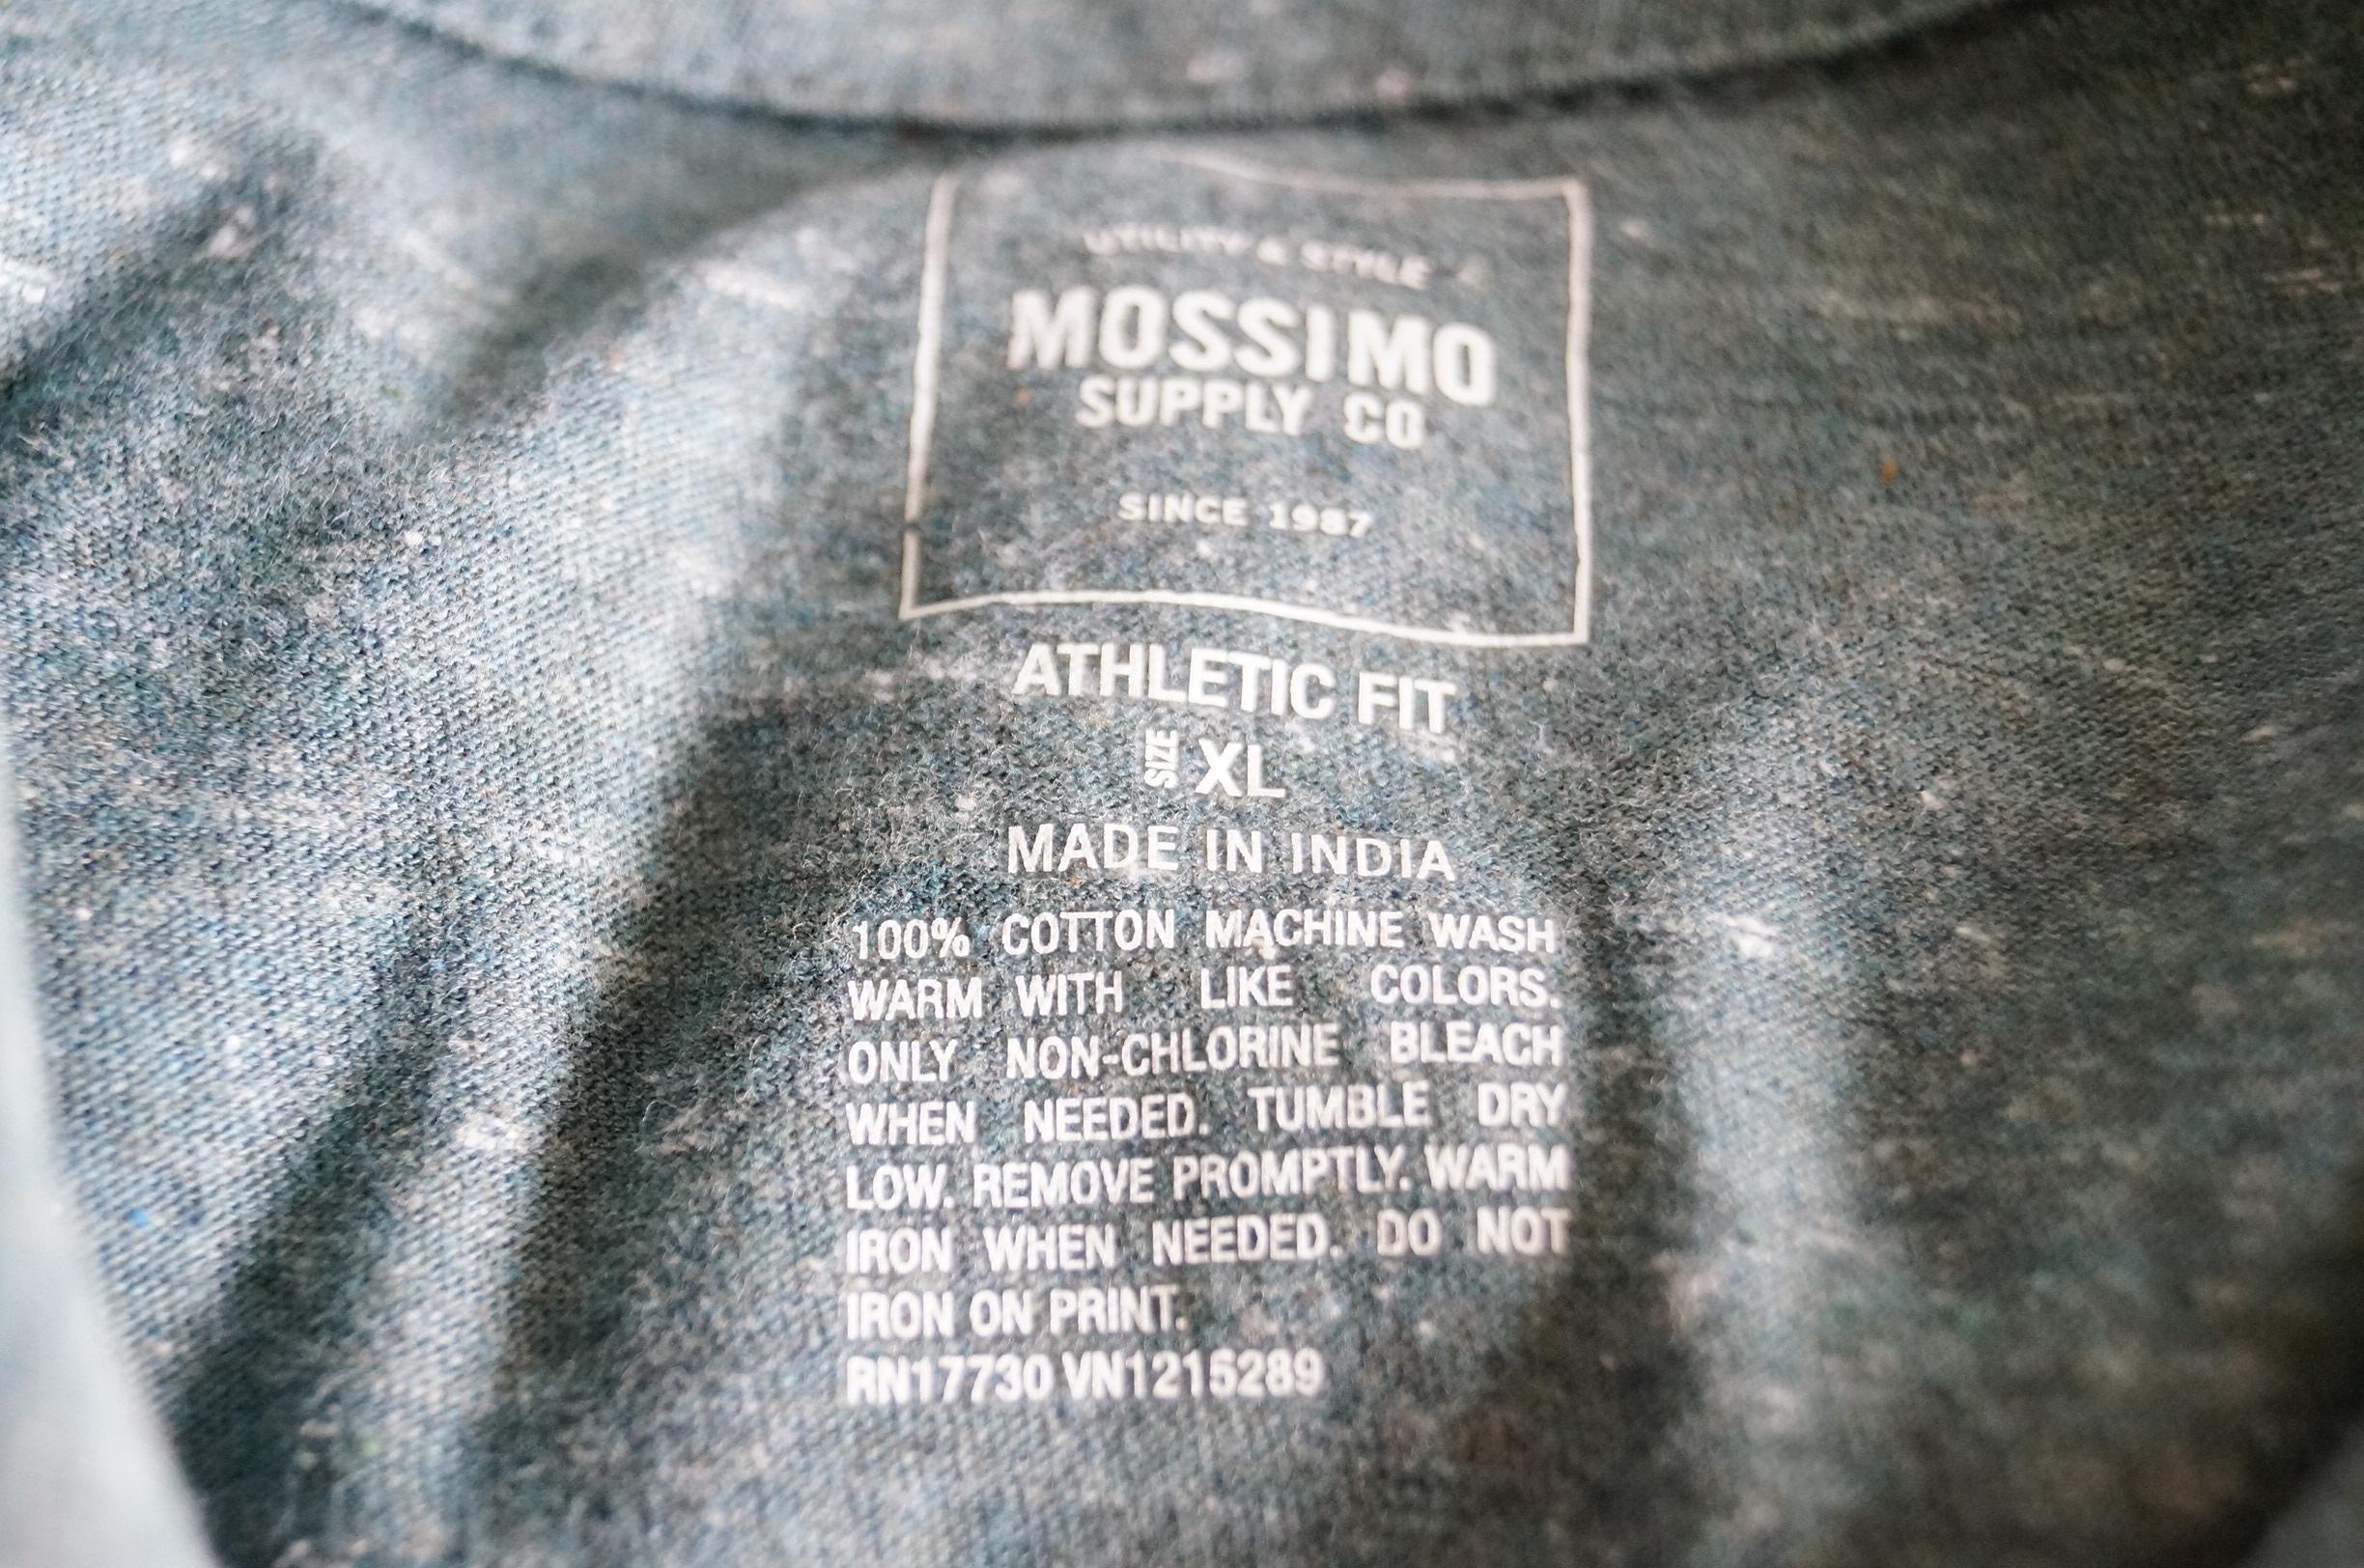 UTILITY & STYLE
MOSSIMO
SUPPLY CO
SINCE 1987
ATHLETIC FIT
SIZE XL
MADE IN INDIA
100% COTTON MACHINE WASH
WARM WITH LIKE COLORS.
ONLY NON-CHLORINE BLEACH
WHEN NEEDED. TUMBLE DRY
LOW. REMOVE PROMPTLY. WARM
IRON WHEN NEEDED. DO NOT
IRON ON PRINT.
RN17730 VN1215289